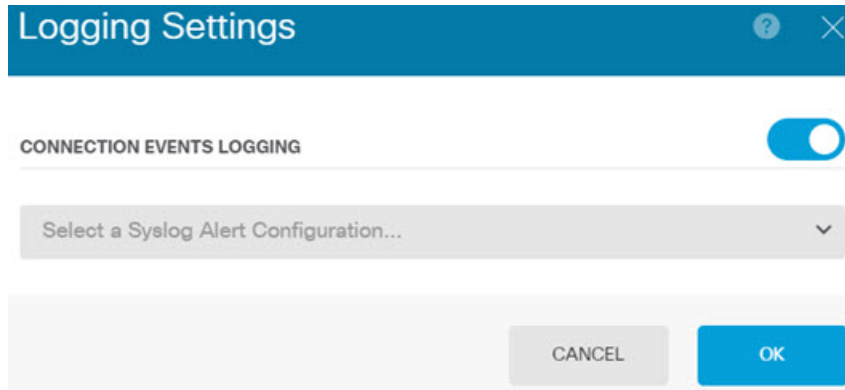 Logging Settings
?
CONNECTION EVENTS LOGGING
Select a Syslog Alert Configuration...
CANCEL
OK